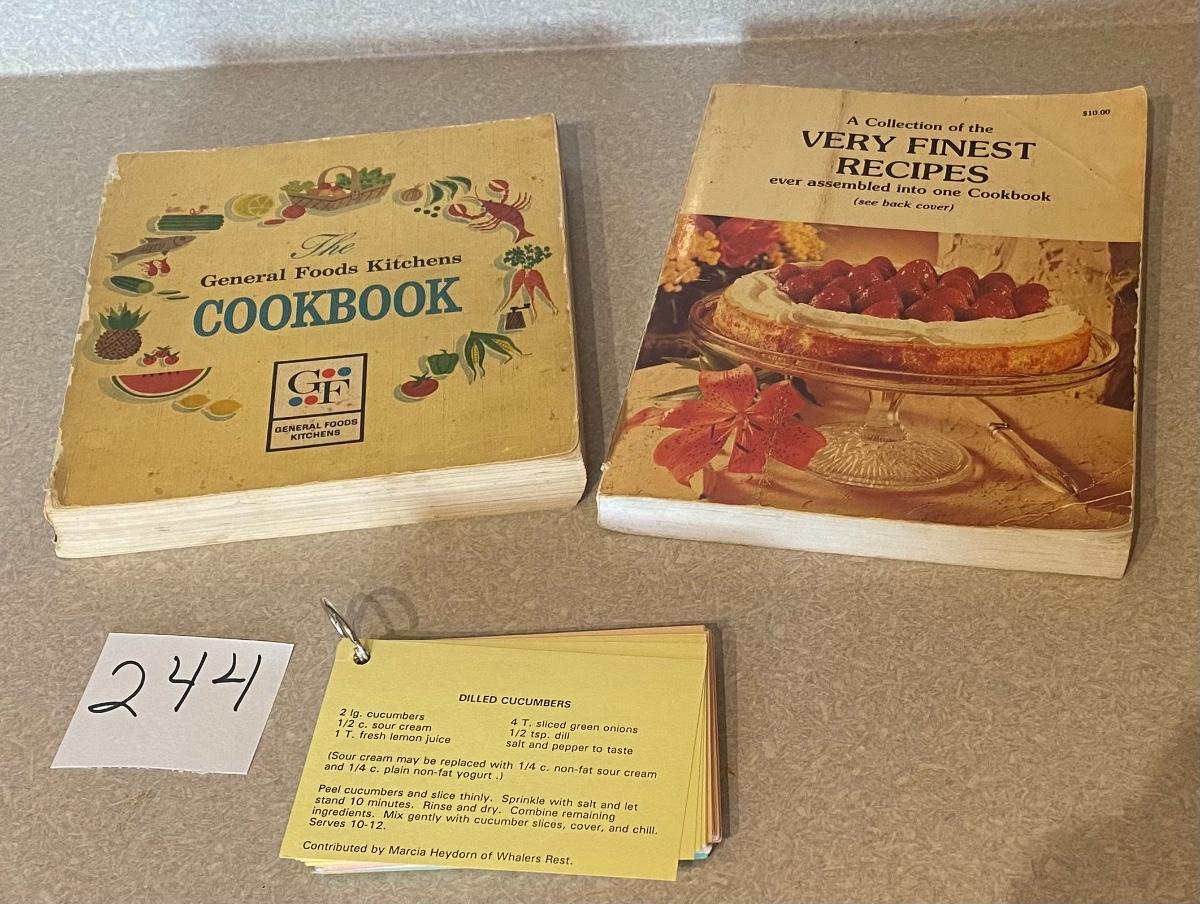 The
General Foods Kitchens
COOKBOOK
GF
GENERAL FOODS
KITCHENS
$10.00
A Collection of the
VERY FINEST
RECIPES
ever assembled into one Cookbook
(see back cover)
244
DILLED CUCUMBERS
2 lg. cucumbers
1/2 c. sour cream
1 T. fresh lemon juice
4 T. sliced green onions
1/2 tsp. dill
salt and pepper to taste
(Sour cream may be replaced with 1/4 c. non-fat sour cream
and 1/4 c. plain non-fat yogurt .)
Peel cucumbers and slice thinly. Sprinkle with salt and let
stand 10 minutes. Rinse and dry. Combine remaining
ingredients. Mix gently with cucumber slices, cover, and chill.
Serves 10-12.
Contributed by Marcia Heydorn of Whalers Rest.